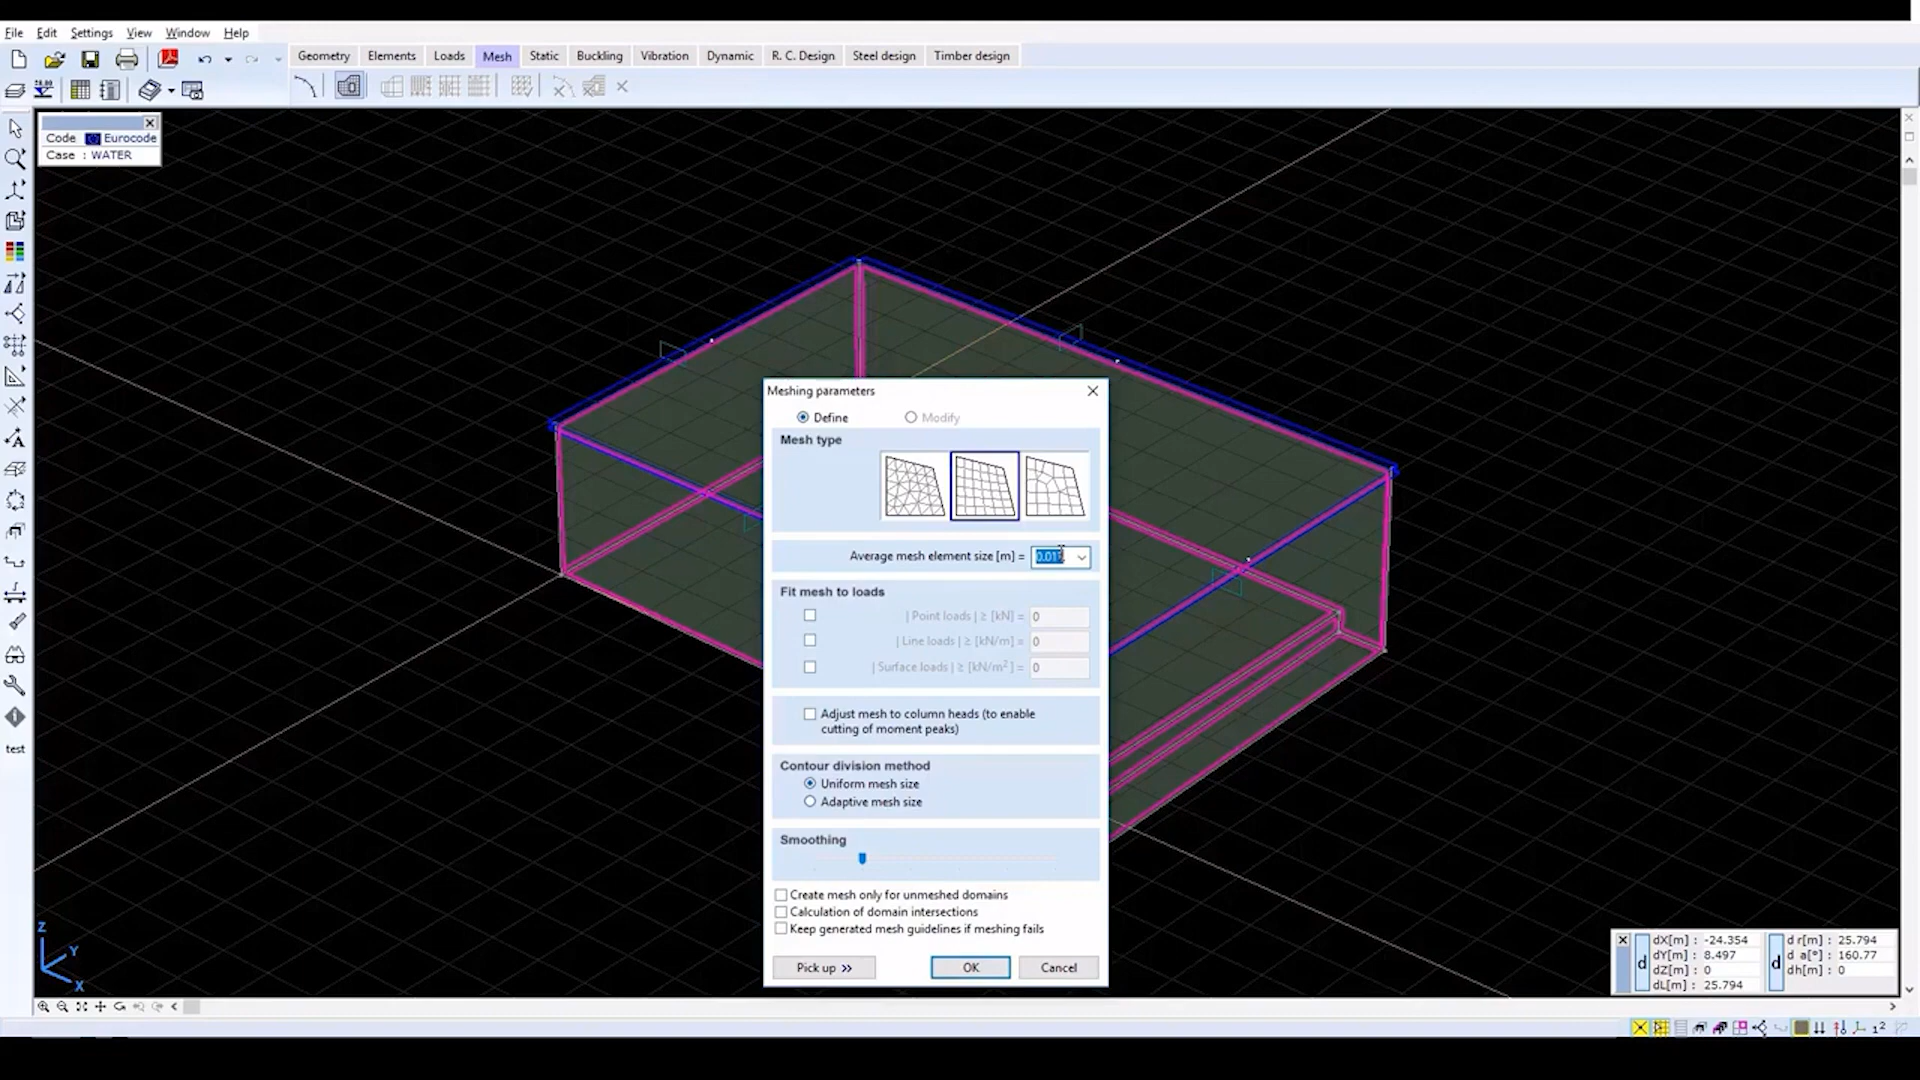 File Edit Settings View Window Help
Geometry Elements Loads Mesh Static Buckling Vibration Dynamic R. C. Design Steel design Timber design
Code Eurocode
Case : WATER
Meshing parameters
Define Modify
Mesh type
Average mesh element size [m] =
Fit mesh to loads
| Point loads | ≥ [kN] = 0
| Line loads | ≥ [kN/m] = 0
| Surface loads | ≥ [kN/m²] = 0
Adjust mesh to column heads (to enable
cutting of moment peaks)
Contour division method
Uniform mesh size
Adaptive mesh size
Smoothing
Create mesh only for unmeshed domains
Calculation of domain intersections
Keep generated mesh guidelines if meshing fails
Pick up >> OK Cancel
test
Z
Y
X
d
dX[m] : -24.354
dY[m] : 8.497
dZ[m] : 0
dL[m] : 25.794
d
d r[m] : 25.794
d a[°] : 160.77
dh[m] : 0